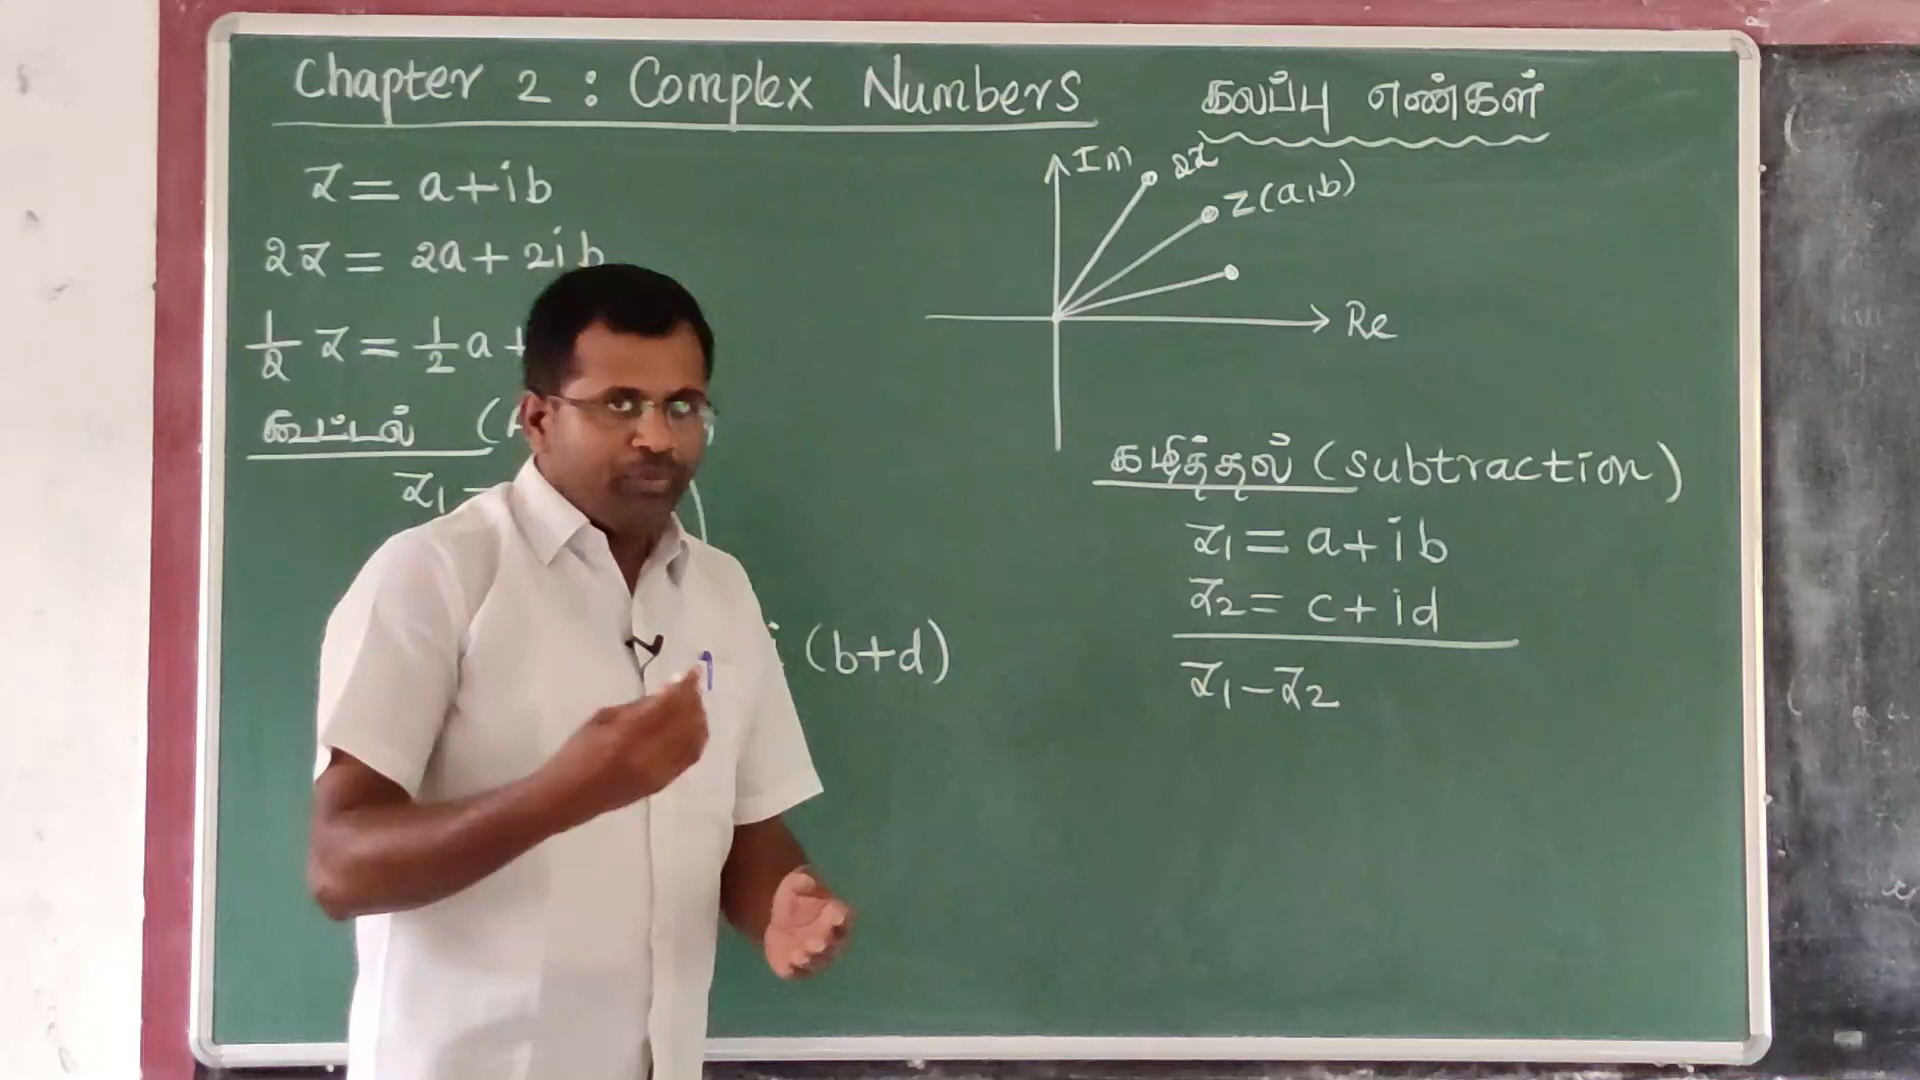 Chapter 2 : Complex Numbers
கலப்பு எண்கள்
z = a+ib
2z = 2a+2ib
1/2 z = 1/2 a+
கூட்டல் (A
z1 =
i (b+d)
Im
2z
z(a,b)
Re
கழித்தல் (subtraction)
z1 = a+ib
z2 = c+id
z1-z2